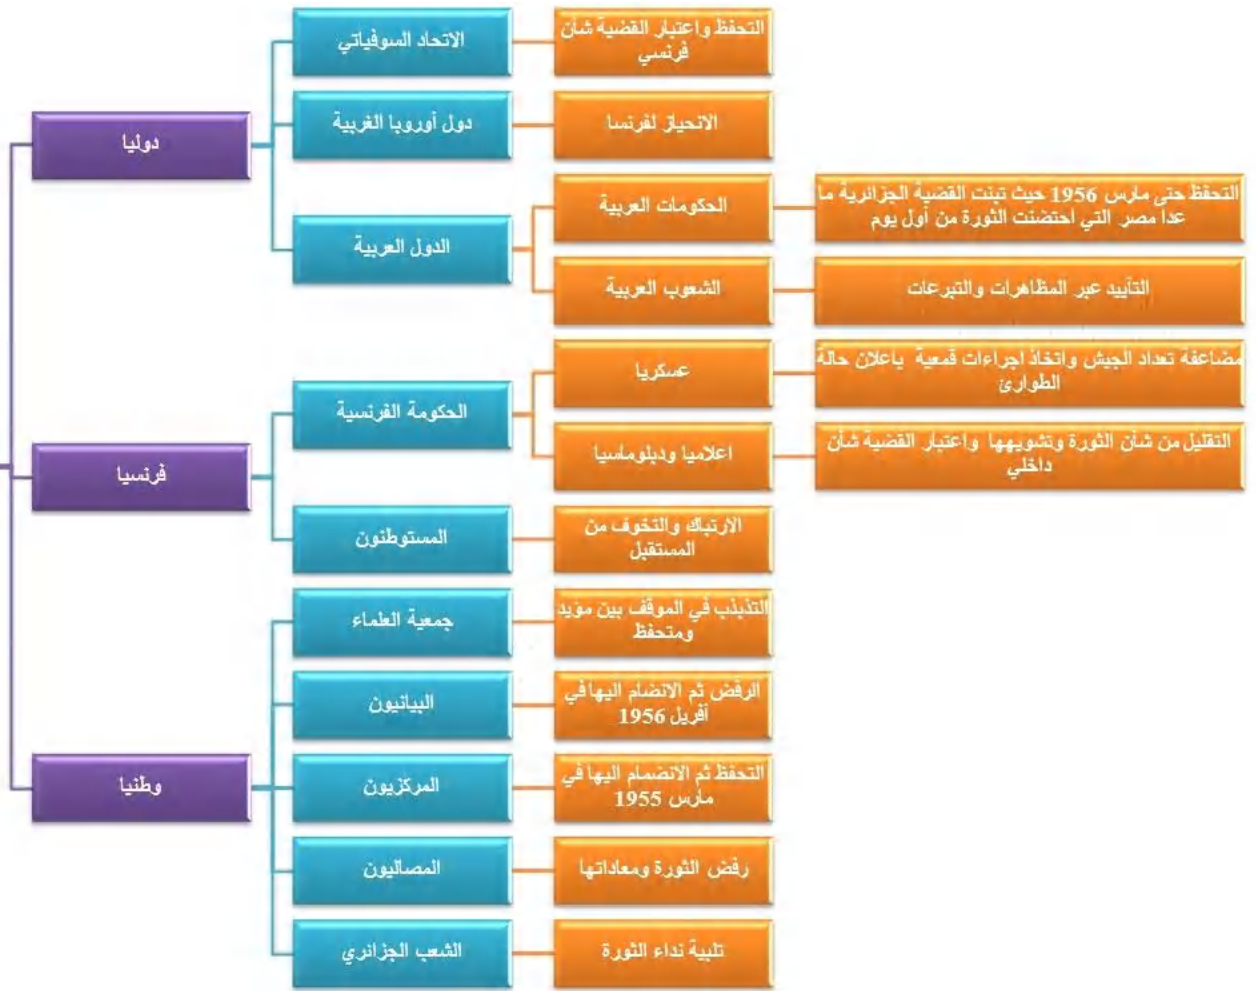 دوليا
الاتحاد السوفياتي
التحفظ واعتبار القضية شأن
فرنسي
دول أوروبا الغربية
الانحياز لفرنسا
الدول العربية
الحكومات العربية
التحفظ حتى مارس 1956 حيث تبنت القضية الجزائرية ما
عدا مصر التي احتضنت الثورة من أول يوم
الشعوب العربية
التأييد عبر المظاهرات والتبرعات
فرنسيا
الحكومة الفرنسية
عسكريا
مضاعفة تعداد الجيش واتخاذ اجراءات قمعية باعلان حالة
الطوارئ
اعلاميا ودبلوماسيا
التقليل من شأن الثورة وتشويهها واعتبار القضية شأن
داخلي
المستوطنون
الارتباك والتخوف من
المستقبل
وطنيا
جمعية العلماء
التذبذب في الموقف بين مؤيد
ومتحفظ
البيانيون
الرفض ثم الانضام اليها في
أفريل 1956
المركزيون
التحفظ ثم الانضمام اليها في
مارس 1955
المصاليون
رفض الثورة ومعاداتها
الشعب الجزائري
تلبية نداء الثورة